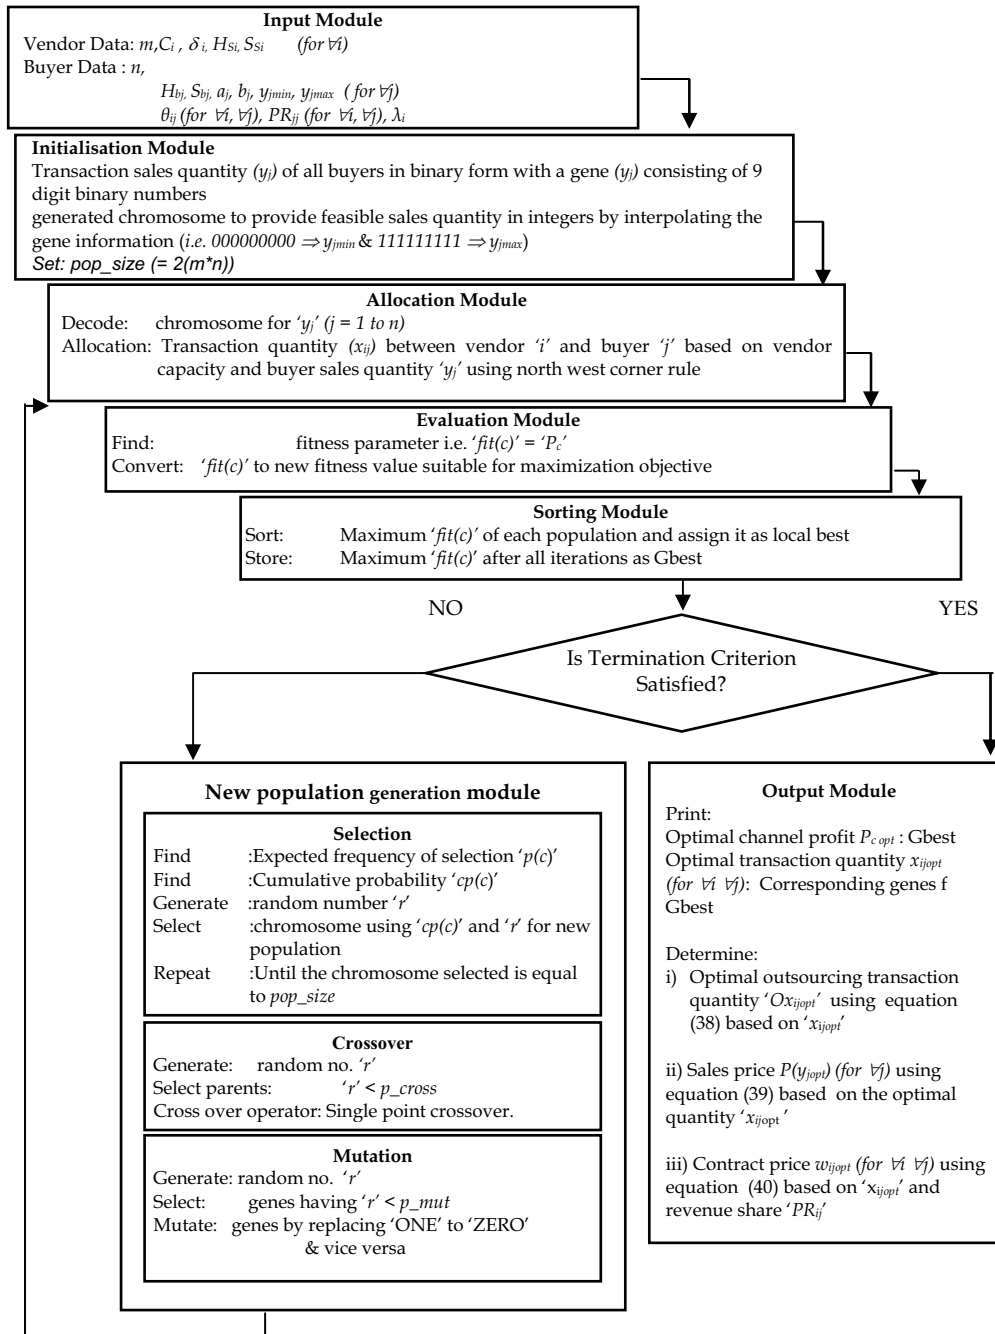 Input Module
Vendor Data: m,Ci , δ i, HSi, SSi (for ∀i)
Buyer Data : n,
Hbj, Sbj, aj, bj, yjmin, yjmax ( for ∀j)
θij (for ∀i, ∀j), PRjj (for ∀i, ∀j), λi
Initialisation Module
Transaction sales quantity (yj) of all buyers in binary form with a gene (yj) consisting of 9
digit binary numbers
generated chromosome to provide feasible sales quantity in integers by interpolating the
gene information (i.e. 000000000 ⇒ yjmin & 111111111 ⇒ yjmax)
Set: pop_size (= 2(m*n))
Allocation Module
Decode: chromosome for ‘yj’ (j = 1 to n)
Allocation: Transaction quantity (xij) between vendor ‘i’ and buyer ‘j’ based on vendor
capacity and buyer sales quantity ‘yj’ using north west corner rule
Evaluation Module
Find: fitness parameter i.e. ‘fit(c)’ = ‘Pc’
Convert: ‘fit(c)’ to new fitness value suitable for maximization objective
Sorting Module
Sort: Maximum ‘fit(c)’ of each population and assign it as local best
Store: Maximum ‘fit(c)’ after all iterations as Gbest
NO YES
Is Termination Criterion
Satisfied?
New population generation module
Selection
Find :Expected frequency of selection ‘p(c)’
Find :Cumulative probability ‘cp(c)’
Generate :random number ‘r’
Select :chromosome using ‘cp(c)’ and ‘r’ for new
population
Repeat :Until the chromosome selected is equal
to pop_size
Crossover
Generate: random no. ‘r’
Select parents: ‘r’ < p_cross
Cross over operator: Single point crossover.
Mutation
Generate: random no. ‘r’
Select: genes having ‘r’ < p_mut
Mutate: genes by replacing ‘ONE’ to ‘ZERO’
& vice versa
Output Module
Print:
Optimal channel profit Pc opt : Gbest
Optimal transaction quantity xijopt
(for ∀i ∀j): Corresponding genes f
Gbest
Determine:
i) Optimal outsourcing transaction
quantity ‘Oxijopt’ using equation
(38) based on ‘xijopt’
ii) Sales price P(yjopt) (for ∀j) using
equation (39) based on the optimal
quantity ‘xijopt ’
iii) Contract price wijopt (for ∀i ∀j) using
equation (40) based on ‘xijopt’ and
revenue share ‘PRij’